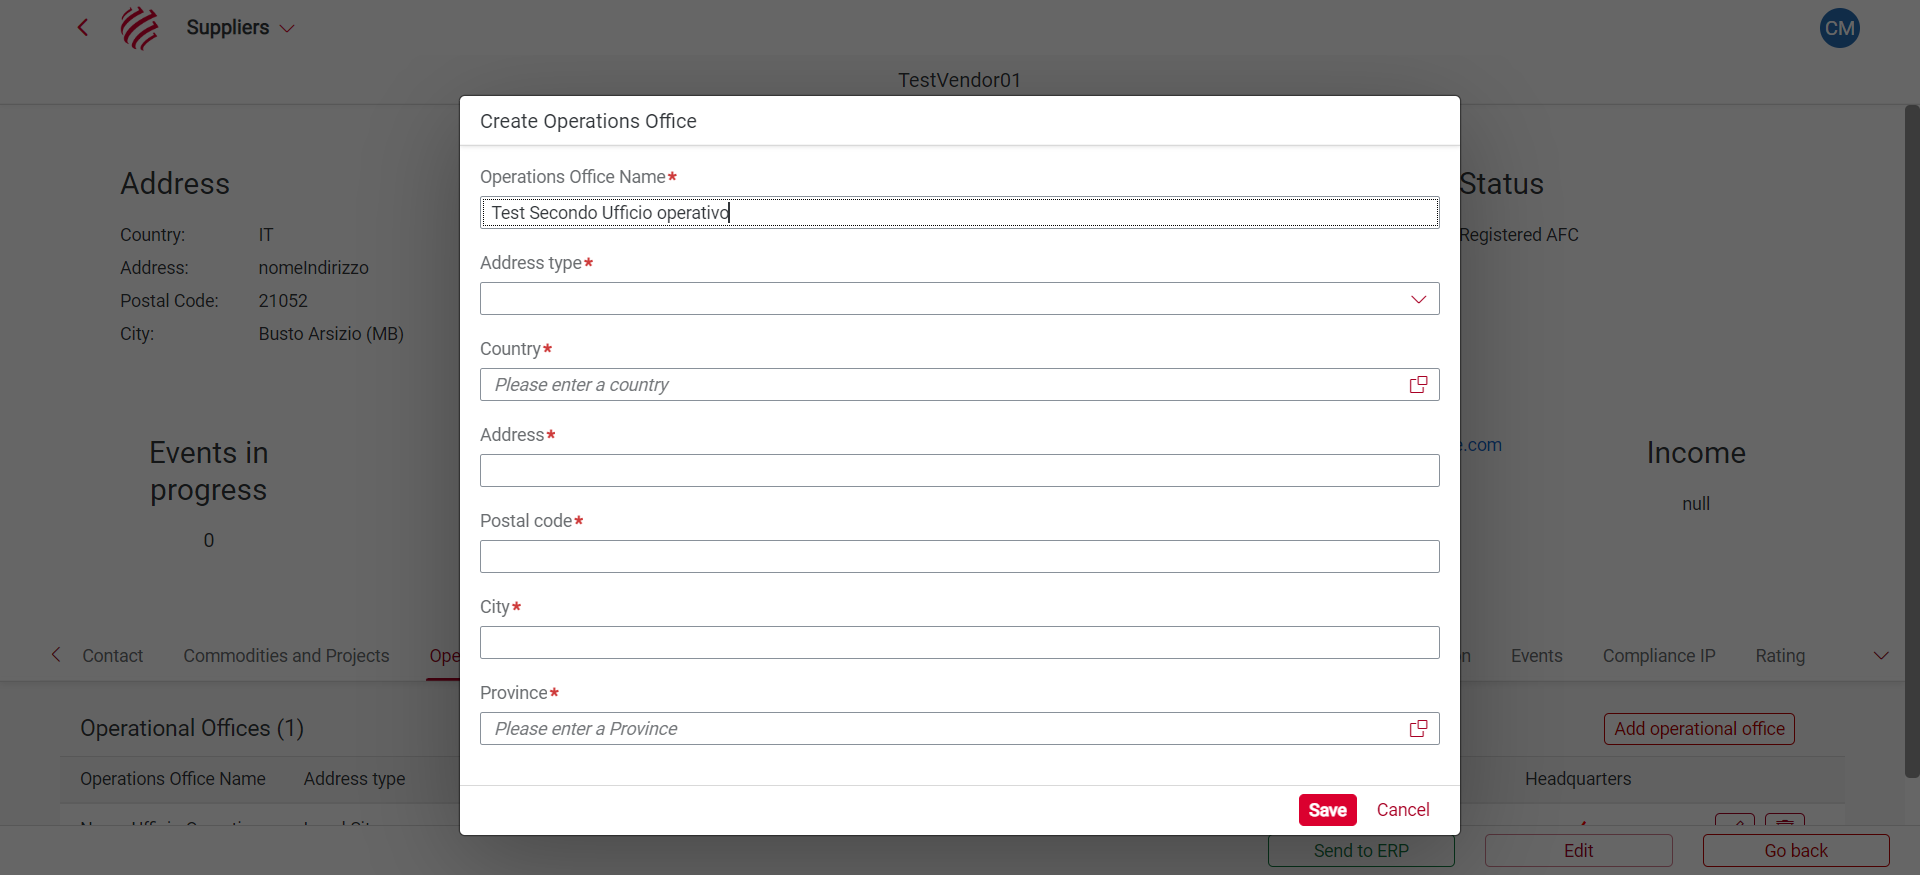 Suppliers
CM
TestVendor01
Create Operations Office
Operations Office Name*
Test Secondo Ufficio operativo
Address type*
Country*
Please enter a country
Address*
Postal code*
City*
Province*
Please enter a Province
Save Cancel
Address
Country: IT
Address: nomeIndirizzo
Postal Code: 21052
City: Busto Arsizio (MB)
Status
Registered AFC
Events in
progress
0
.com
Income
null
Contact Commodities and Projects Ope
n Events Compliance IP Rating
Operational Offices (1)
Add operational office
Operations Office Name Address type Headquarters
Send to ERP Edit Go back